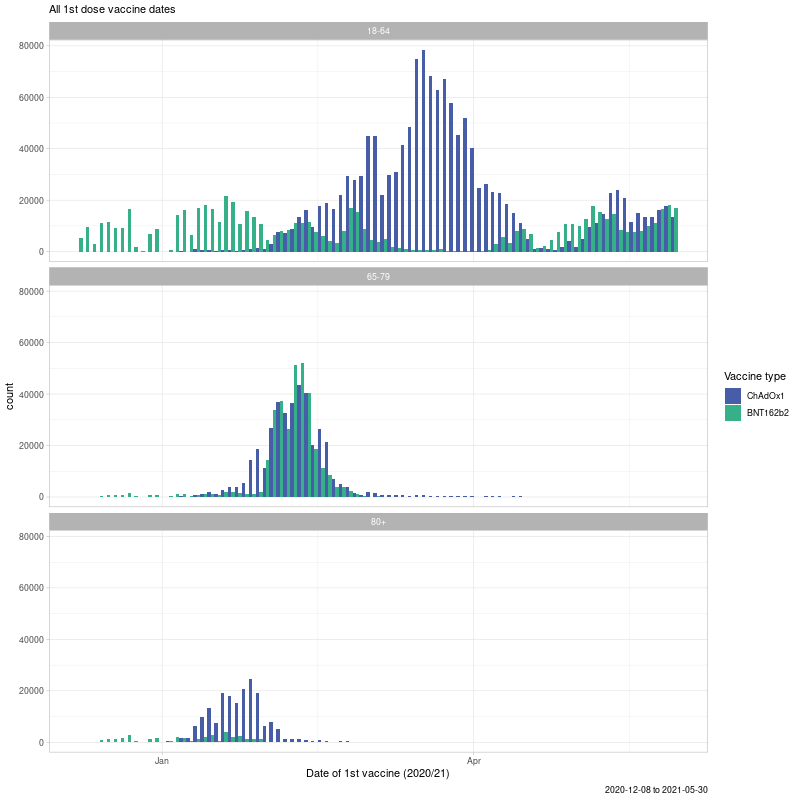 All 1st dose vaccine dates
18-64
80000
60000
40000
20000
0
65-79
80000
60000
40000
20000
0
80+
80000
60000
40000
20000
0
count
Jan
Apr
Date of 1st vaccine (2020/21)
2020-12-08 to 2021-05-30
Vaccine type
ChAdOx1
BNT162b2